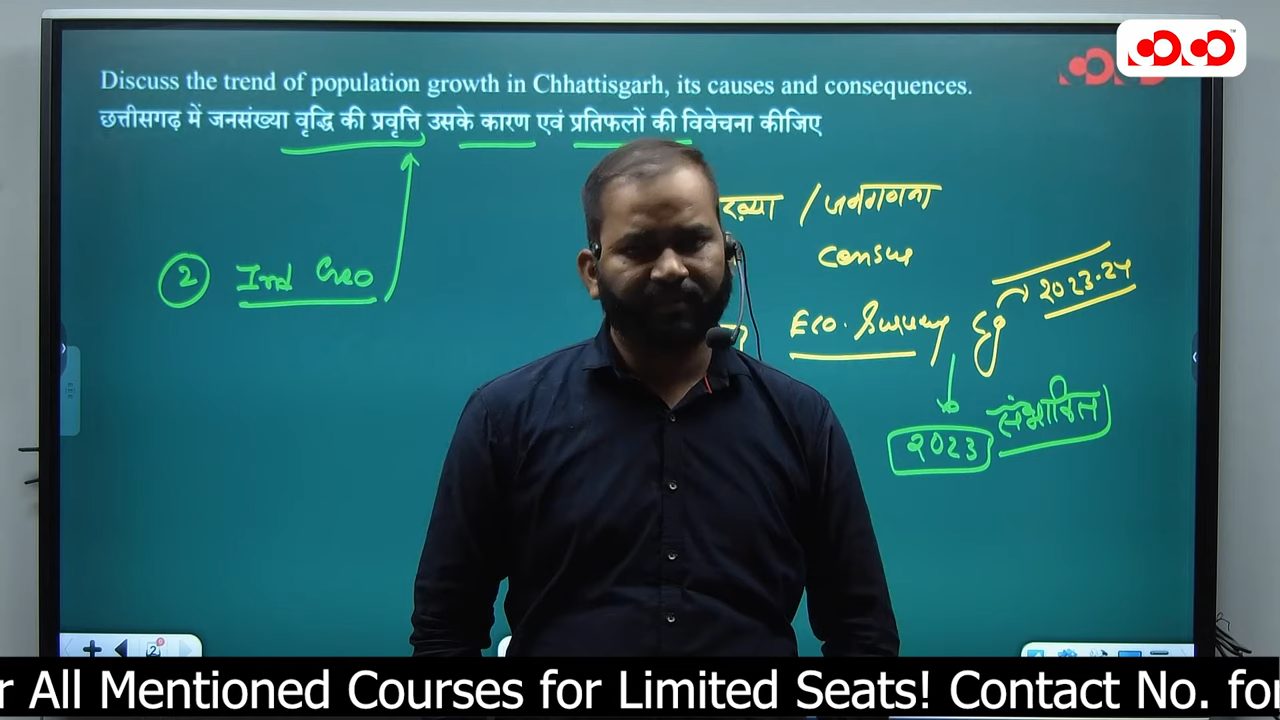 Discuss the trend of population growth in Chhattisgarh, its causes and consequences.
छत्तीसगढ़ में जनसंख्या वृद्धि की प्रवृत्ति उसके कारण एवं प्रतिफलों की विवेचना कीजिए
ख्या / जनगणना
Census
② Ind Geo
2023-24
Eco. Survey Cg
2023 संभावित
r All Mentioned Courses for Limited Seats! Contact No. for